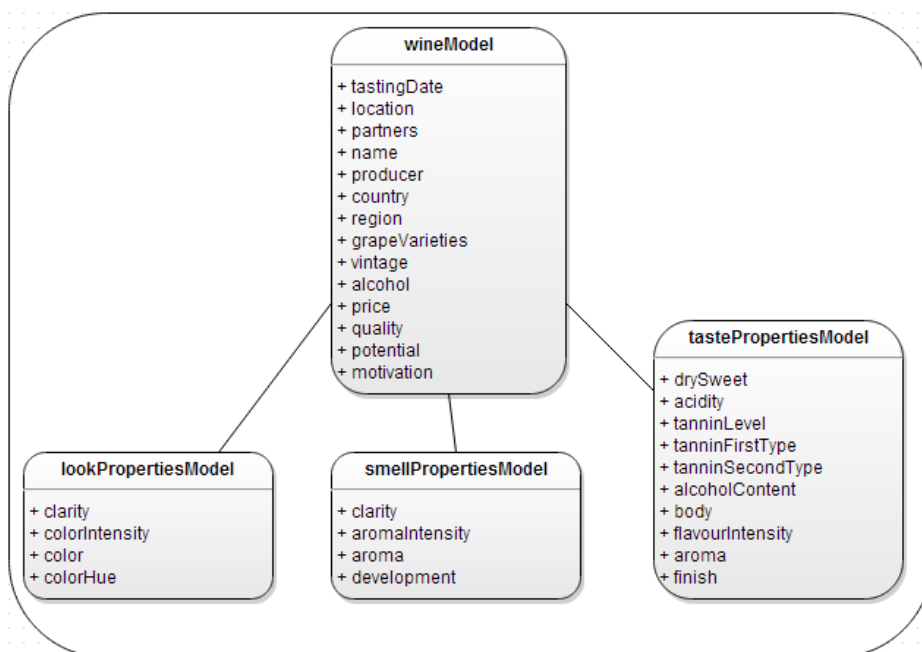 wineModel
+ tastingDate
+ location
+ partners
+ name
+ producer
+ country
+ region
+ grapeVarieties
+ vintage
+ alcohol
+ price
+ quality
+ potential
+ motivation
lookPropertiesModel
+ clarity
+ colorIntensity
+ color
+ colorHue
smellPropertiesModel
+ clarity
+ aromaIntensity
+ aroma
+ development
tastePropertiesModel
+ drySweet
+ acidity
+ tanninLevel
+ tanninFirstType
+ tanninSecondType
+ alcoholContent
+ body
+ flavourIntensity
+ aroma
+ finish